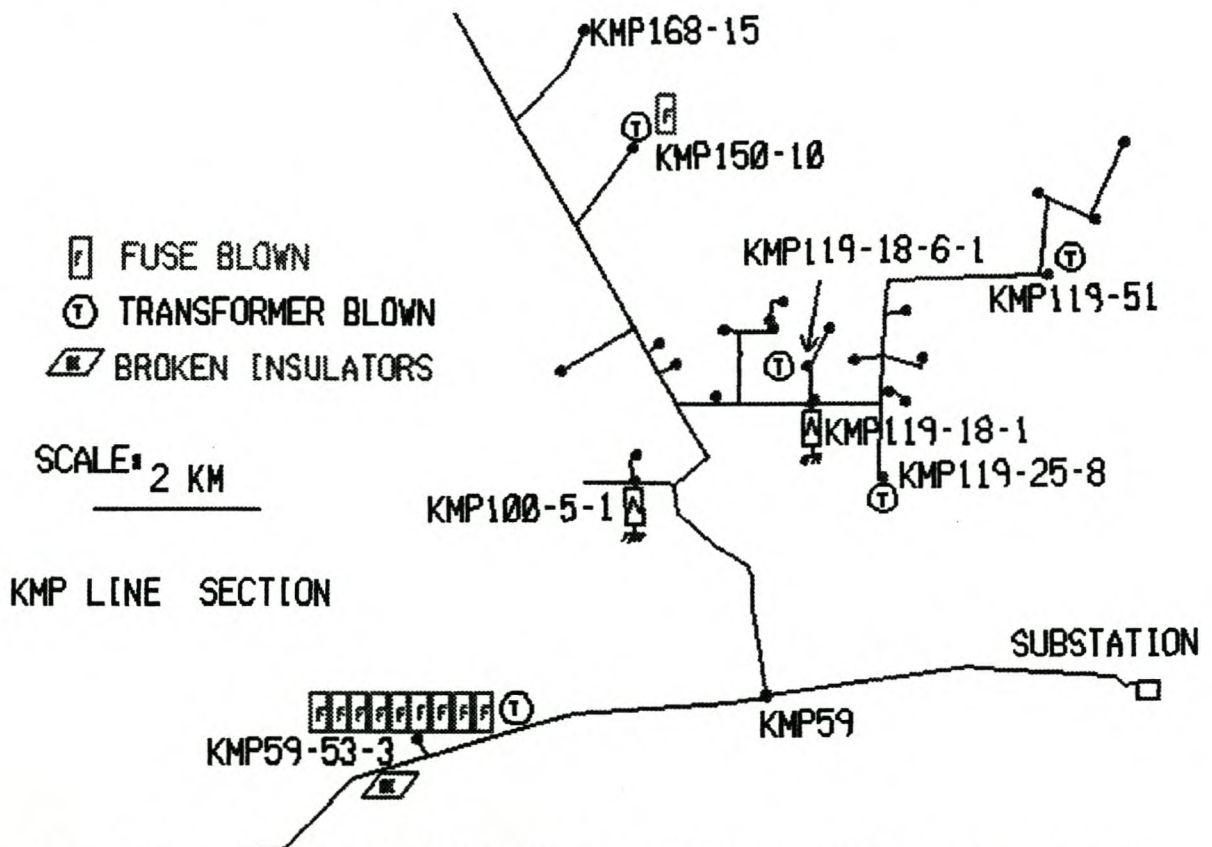 KMP168-15
F
T
KMP150-10
F FUSE BLOWN
T TRANSFORMER BLOWN
BROKEN INSULATORS
KMP119-18-6-1
T
KMP119-51
T
KMP119-18-1
SCALE: 2 KM
KMP119-25-8
T
KMP100-5-1
KMP LINE SECTION
SUBSTATION
F F F F F F F F F T
KMP59
KMP59-53-3